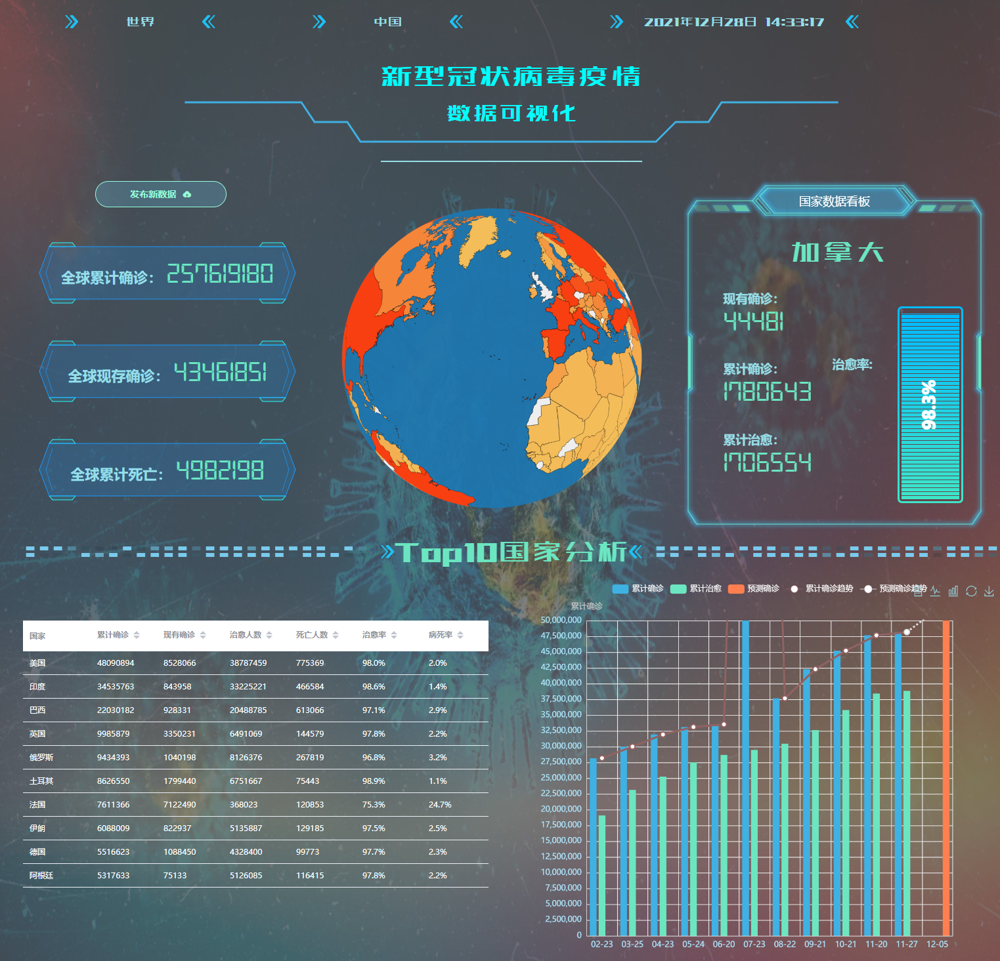 世界
中国
2021年12月28日 14:33:17
新型冠状病毒疫情
数据可视化
发布新数据
全球累计确诊： 257619180
全球现存确诊： 43461851
全球累计死亡： 4982198
国家数据看板
加拿大
现有确诊：
44481
累计确诊：
1780643
累计治愈：
1706554
治愈率:
98.3%
Top10国家分析
国家 累计确诊 现有确诊 治愈人数 死亡人数 治愈率 病死率
美国 48090894 8528066 38787459 775369 98.0% 2.0%
印度 34535763 843958 33225221 466584 98.6% 1.4%
巴西 22030182 928331 20488785 613066 97.1% 2.9%
英国 9985879 3350231 6491069 144579 97.8% 2.2%
俄罗斯 9434393 1040198 8126376 267819 96.8% 3.2%
土耳其 8626550 1799440 6751667 75443 98.9% 1.1%
法国 7611366 7122490 368023 120853 75.3% 24.7%
伊朗 6088009 822937 5135887 129185 97.5% 2.5%
德国 5516623 1088450 4328400 99773 97.7% 2.3%
阿根廷 5317633 75133 5126085 116415 97.8% 2.2%
累计确诊 累计治愈 预测确诊 累计确诊趋势 预测确诊趋势
累计确诊
50,000,000
47,500,000
45,000,000
42,500,000
40,000,000
37,500,000
35,000,000
32,500,000
30,000,000
27,500,000
25,000,000
22,500,000
20,000,000
17,500,000
15,000,000
12,500,000
10,000,000
7,500,000
5,000,000
2,500,000
0
02-23 03-25 04-23 05-24 06-20 07-23 08-22 09-21 10-21 11-20 11-27 12-05